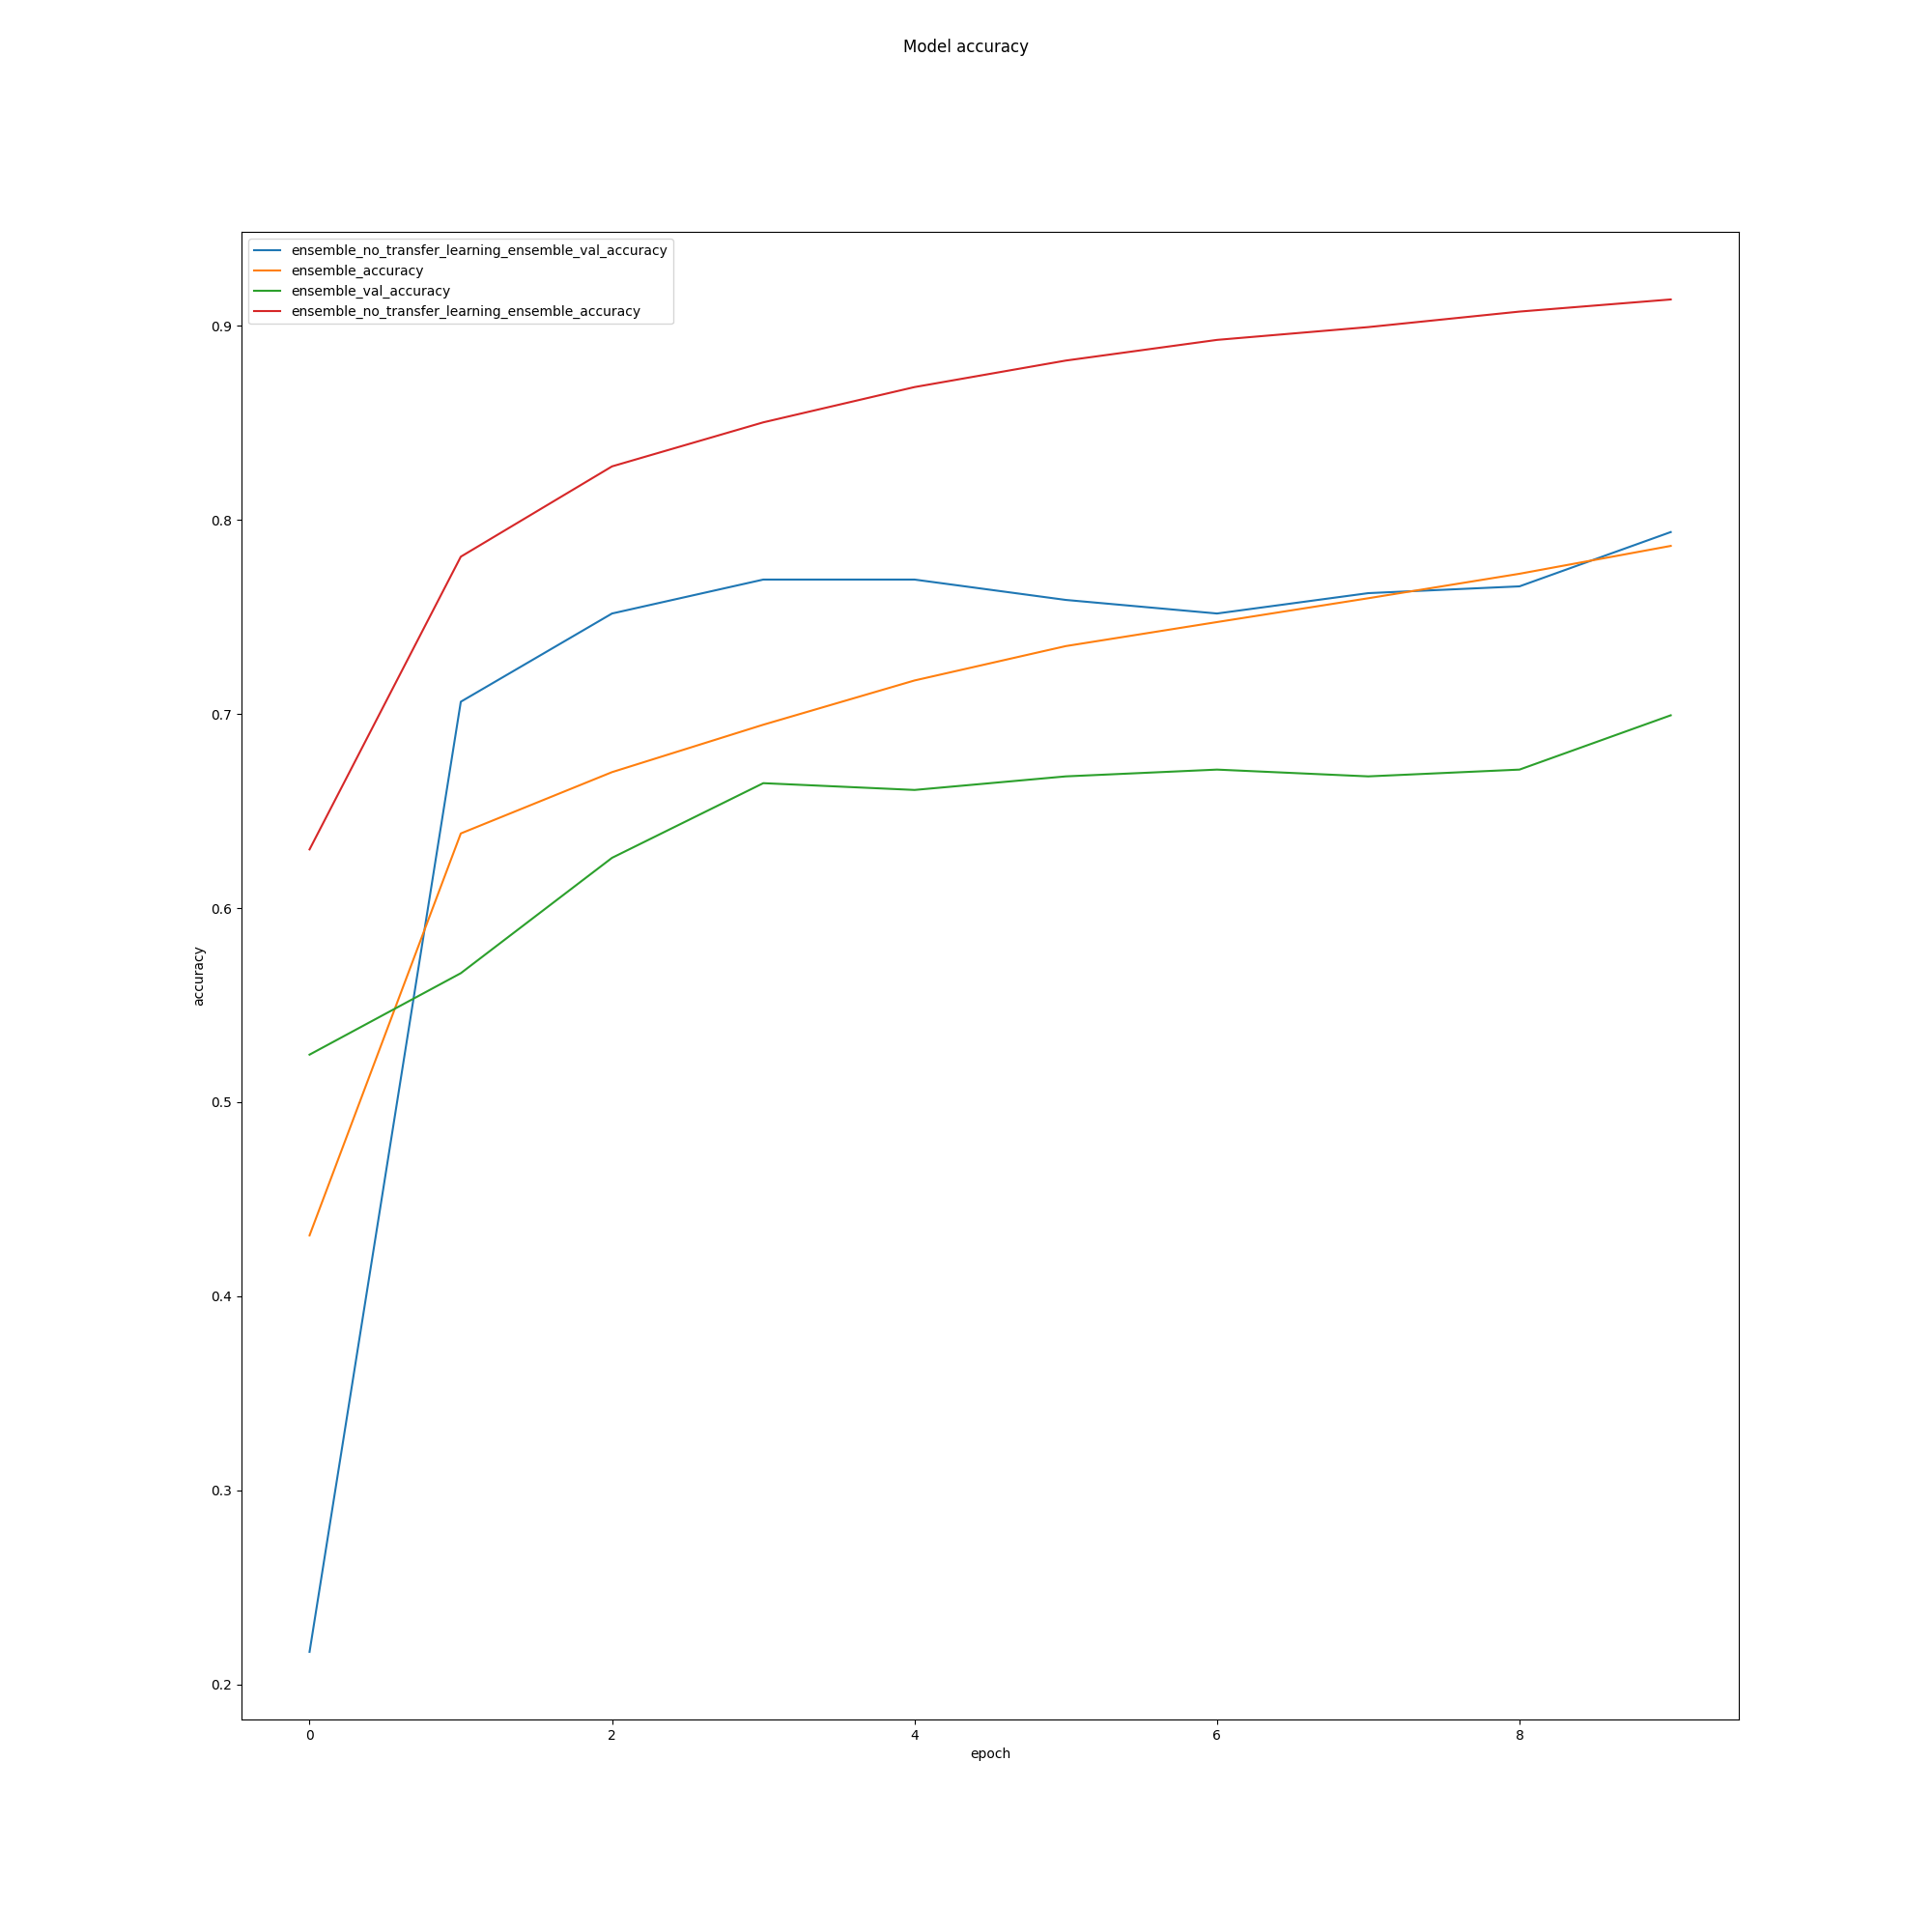 Model accuracy
ensemble_no_transfer_learning_ensemble_val_accuracy
ensemble_accuracy
ensemble_val_accuracy
ensemble_no_transfer_learning_ensemble_accuracy
0.9
0.8
0.7
0.6
0.5
0.4
0.3
0.2
accuracy
0 2 4 6 8
epoch